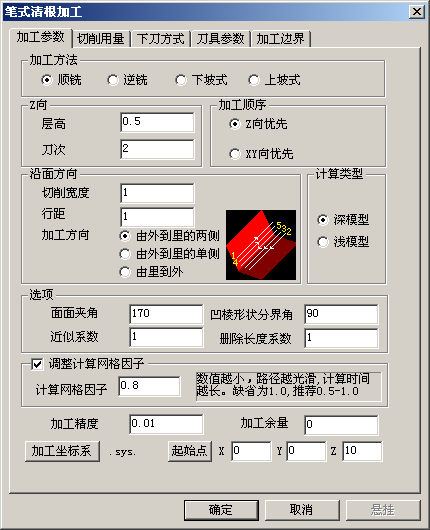 笔式清根加工
加工参数 切削用量 下刀方式 刀具参数 加工边界
加工方法
顺铣 逆铣 下坡式 上坡式
Z向
层高 0.5
刀次 2
加工顺序
Z向优先
XY向优先
沿面方向
切削宽度 1
行距 1
加工方向 由外到里的两侧
由外到里的单侧
由里到外
5 3 2
1
4
计算类型
深模型
浅模型
选项
面面夹角 170 凹棱形状分界角 90
近似系数 1 删除长度系数 1
调整计算网格因子
计算网格因子 0.8
数值越小,路径越光滑,计算时间
越长。缺省为1.0,推荐0.5-1.0
加工精度 0.01 加工余量 0
加工坐标系 .sys. 起始点 X 0 Y 0 Z 10
确定 取消 悬挂